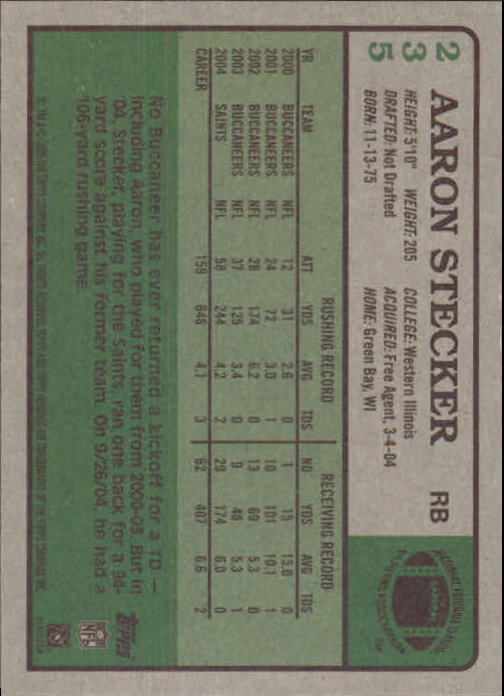 235
AARON STECKER RB
HEIGHT: 5'10" WEIGHT: 205 COLLEGE: Western Illinois
DRAFTED: Not Drafted ACQUIRED: Free Agent, 3-4-04
BORN: 11-13-75 HOME: Green Bay, WI
RUSHING RECORD RECEIVING RECORD
YR TEAM ATT YDS AVG TDS NO YDS AVG TDS
2000 BUCCANEERS NFL 12 31 2.6 0 1 15 15.0 0
2001 BUCCANEERS NFL 24 72 3.0 1 10 101 10.1 1
2002 BUCCANEERS NFL 28 174 6.2 0 13 69 5.3 0
2003 BUCCANEERS NFL 37 125 3.4 0 9 48 5.3 1
2004 SAINTS NFL 58 244 4.2 2 29 174 6.0 0
CAREER 159 646 4.1 3 62 407 6.6 2
No Buccaneer has ever returned a kickoff for a TD —
including Aaron, who played for them from 2000-03. But in
'04, Stecker, playing for the Saints, ran one back for a 94-
yard score against his former team. On 9/26/04, he had a
106-yard rushing game.
TOPPS
NFL